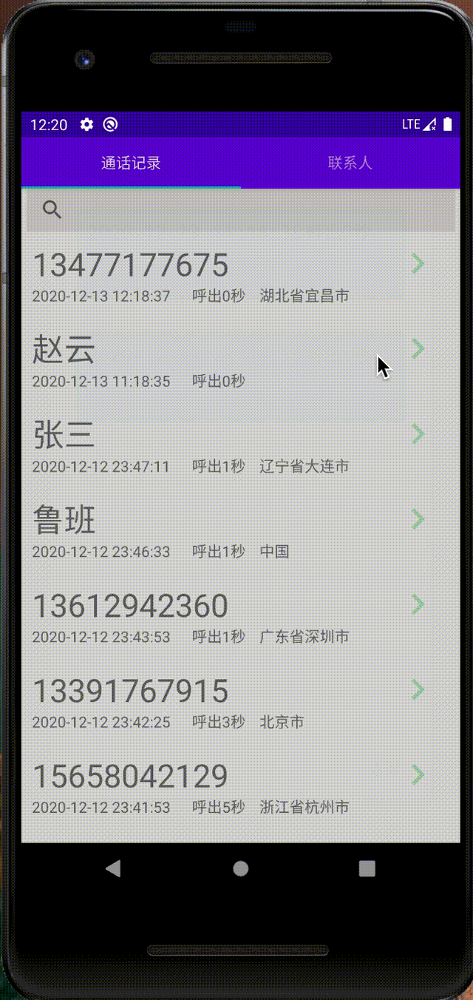 12:20 LTE
通话记录 联系人
13477177675
2020-12-13 12:18:37 呼出0秒 湖北省宜昌市
赵云
2020-12-13 11:18:35 呼出0秒
张三
2020-12-12 23:47:11 呼出1秒 辽宁省大连市
鲁班
2020-12-12 23:46:33 呼出1秒 中国
13612942360
2020-12-12 23:43:53 呼出1秒 广东省深圳市
13391767915
2020-12-12 23:42:25 呼出3秒 北京市
15658042129
2020-12-12 23:41:53 呼出5秒 浙江省杭州市